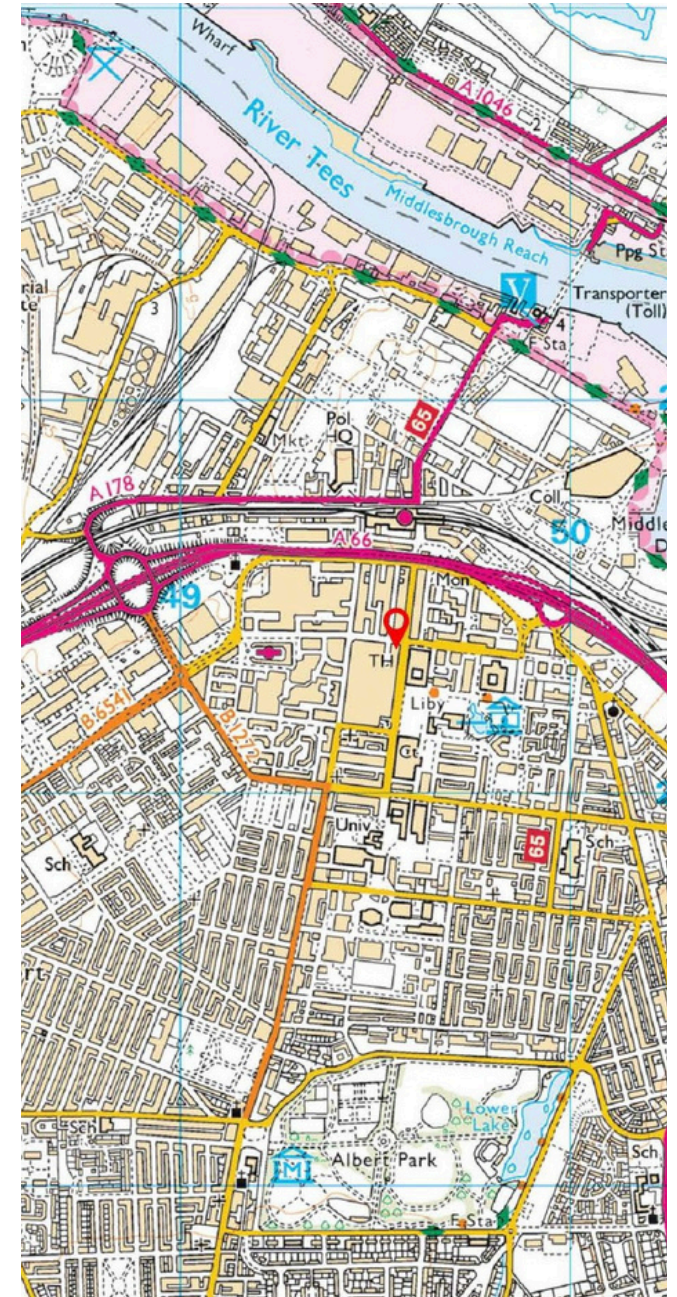 Wharf
A 1046
2
River Tees
Middlesbrough Reach
Ppg St
V
Transporter
(Toll)
4
F Sta
rial
te
3
65
Pol
HQ
Mkt
A 178
Coll
50
Middle
D
A 66
49
Mon
TH
Liby
B 6541
B 1272
Ct
Univ
65
Sch
Sch
rt
Lower
Lake
Sch
M
Albert Park
Sch
F Sta